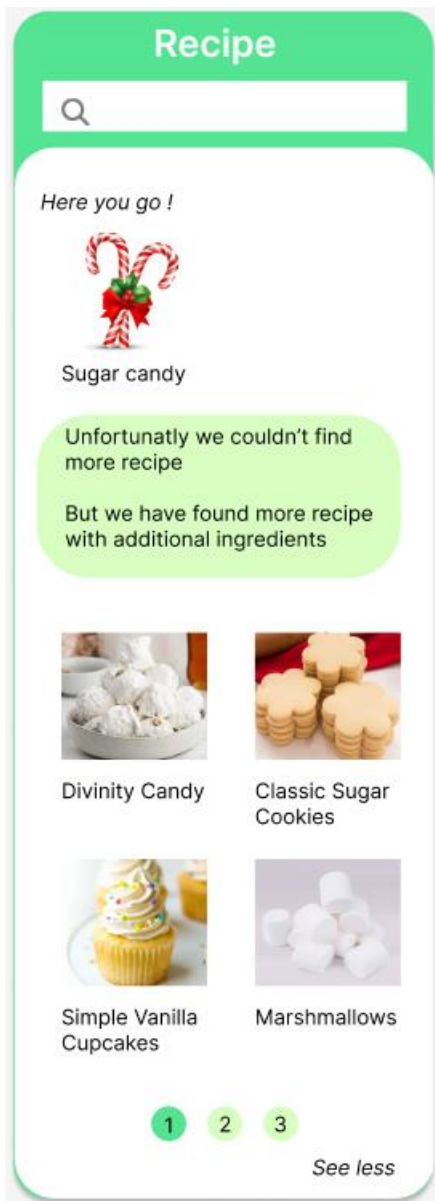 Recipe
Here you go !
Sugar candy
Unfortunatly we couldn't find
more recipe
But we have found more recipe
with additional ingredients
Divinity Candy
Classic Sugar
Cookies
Simple Vanilla
Cupcakes
Marshmallows
1 2 3
See less